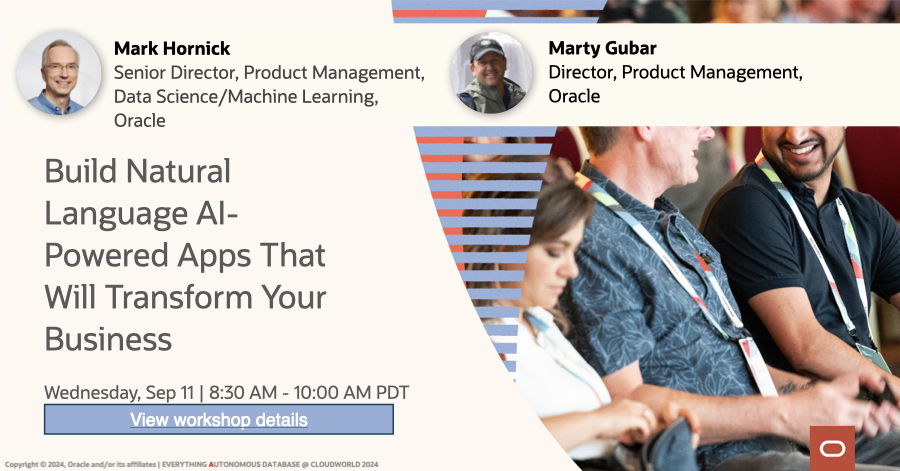 Mark Hornick
Senior Director, Product Management,
Data Science/Machine Learning,
Oracle
Marty Gubar
Director, Product Management,
Oracle
Build Natural
Language AI-
Powered Apps That
Will Transform Your
Business
Wednesday, Sep 11 | 8:30 AM - 10:00 AM PDT
View workshop details
Copyright © 2024, Oracle and/or its affiliates | EVERYTHING AUTONOMOUS DATABASE @ CLOUDWORLD 2024